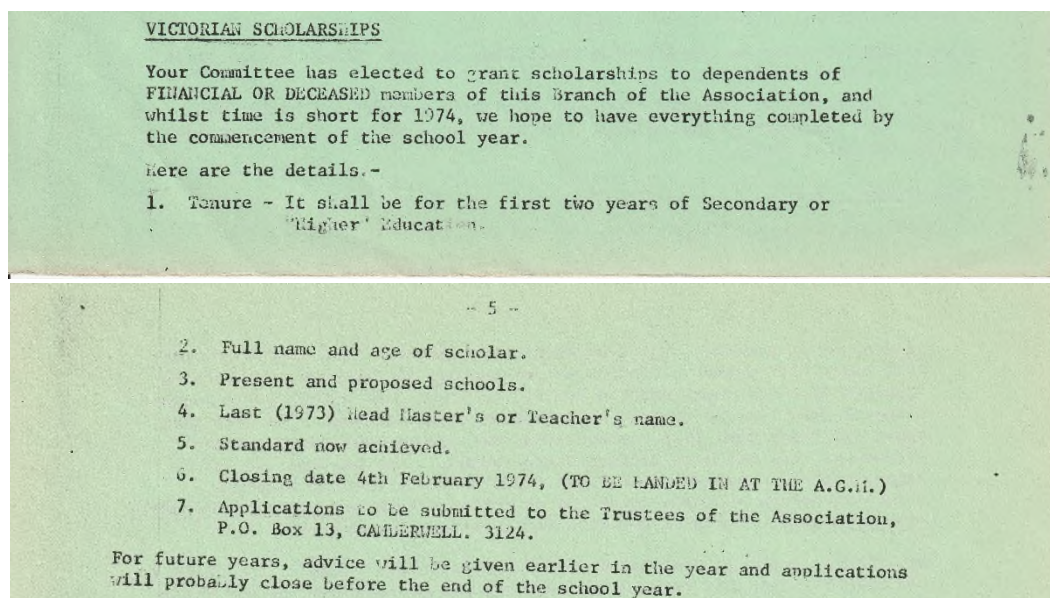 VICTORIAN SCHOLARSHIPS
Your Committee has elected to grant scholarships to dependents of
FINANCIAL OR DECEASED members of this Branch of the Association, and
whilst time is short for 1974, we hope to have everything completed by
the commencement of the school year.
Here are the details.-
1. Tenure - It shall be for the first two years of Secondary or
"Higher' Education.
- 5 -
2. Full name and age of scholar.
3. Present and proposed schools.
4. Last (1973) Head Master's or Teacher's name.
5. Standard now achieved.
6. Closing date 4th February 1974, (TO BE HANDED IN AT THE A.G.M.)
7. Applications to be submitted to the Trustees of the Association,
P.O. Box 13, CAMBERWELL. 3124.
For future years, advice will be given earlier in the year and applications
will probably close before the end of the school year.